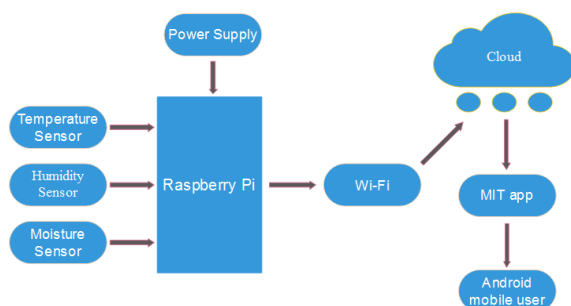 Power Supply
Cloud
Temperature
Sensor
Humidity
Sensor
Raspberry Pi
Wi-Fi
MIT app
Moisture
Sensor
Android
mobile user